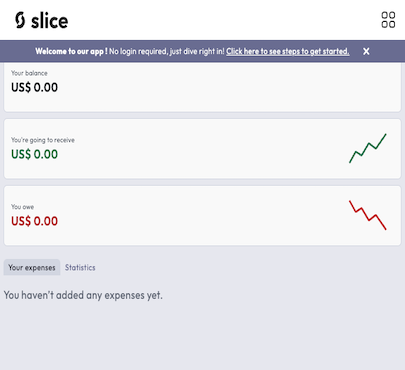 slice
Welcome to our app ! No login required, just dive right in! Click here to see steps to get started. X
Your balance
US$ 0.00
You're going to receive
US$ 0.00
You owe
US$ 0.00
Your expenses Statistics
You haven't added any expenses yet.